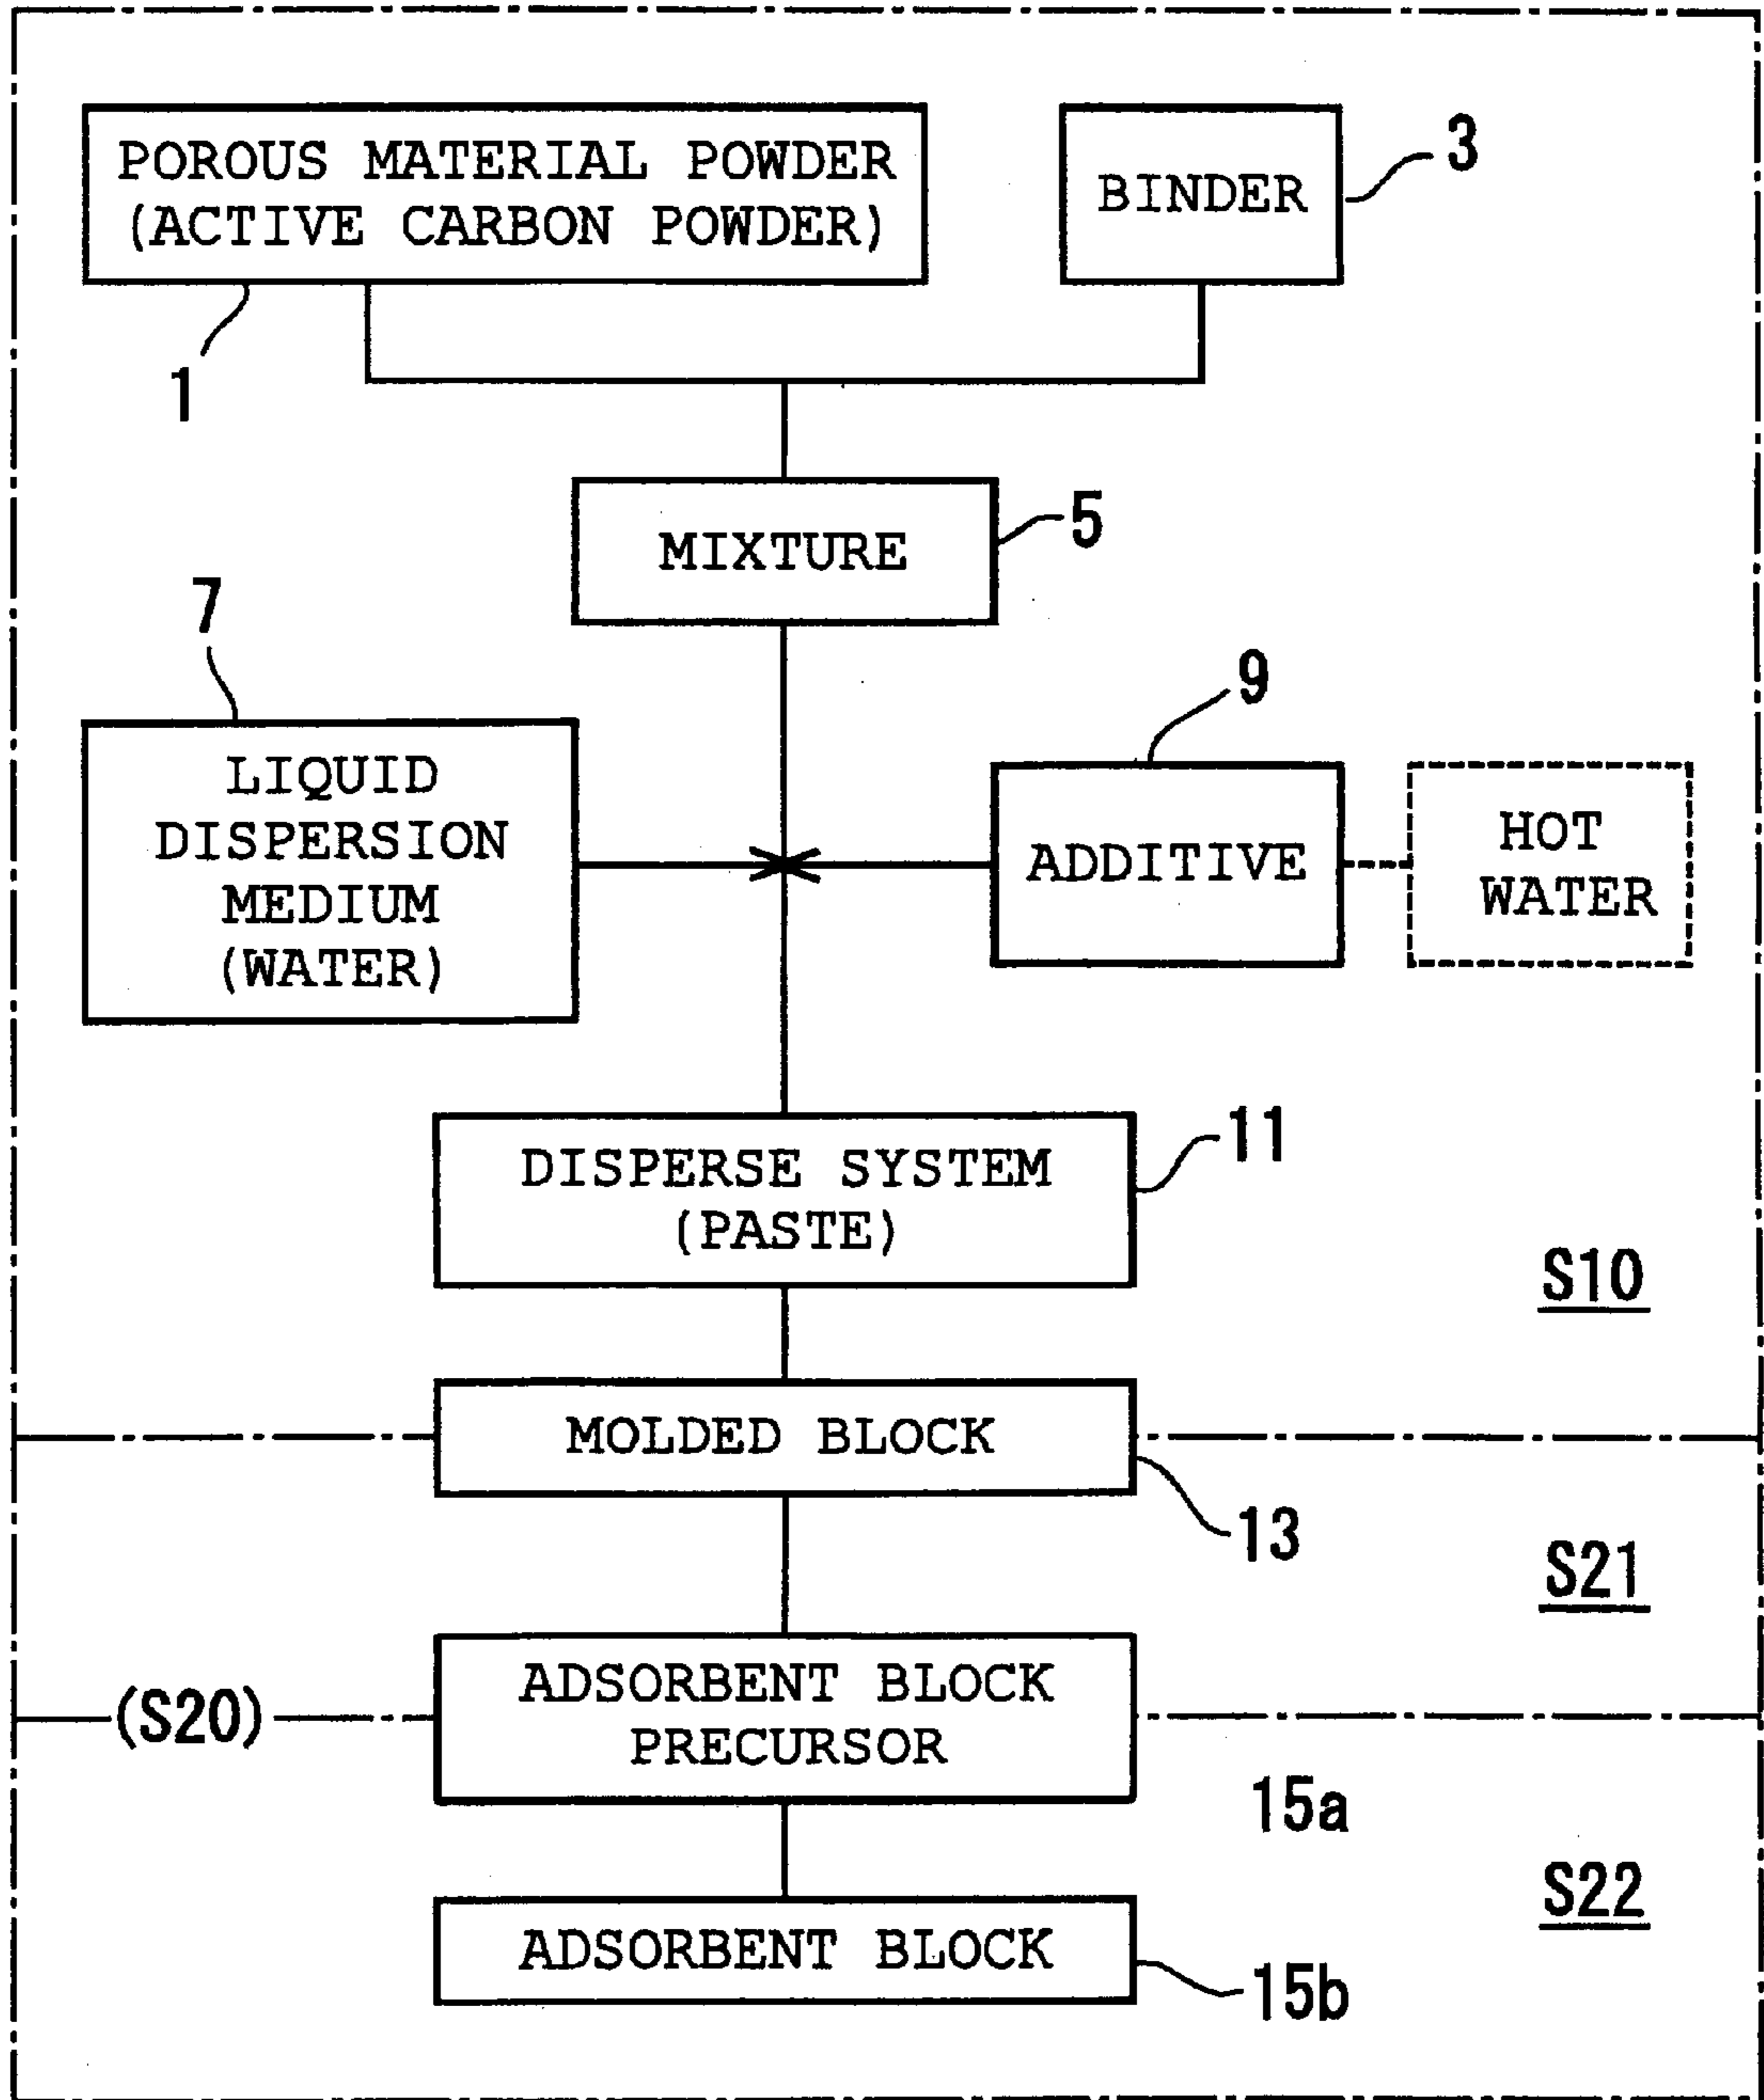 POROUS MATERIAL POWDER
(ACTIVE CARBON POWDER)
1
BINDER
3
MIXTURE
5
7
LIQUID
DISPERSION
MEDIUM
(WATER)
9
ADDITIVE
HOT
WATER
DISPERSE SYSTEM
(PASTE)
11
S10
MOLDED BLOCK
13
S21
(S20)
ADSORBENT BLOCK
PRECURSOR
15a
S22
ADSORBENT BLOCK
15b